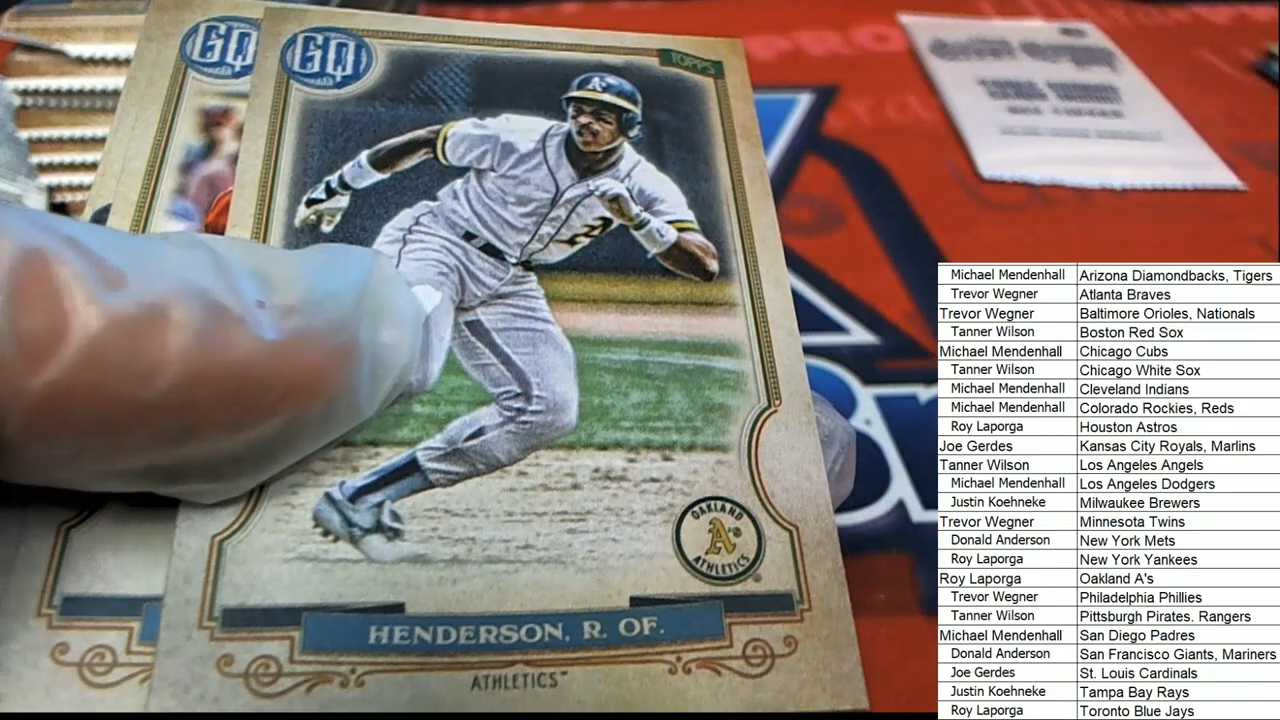 GQ
GQ
TOPPS
PRO
A
A
OAKLAND
A
ATHLETICS
HENDERSON, R. OF.
ATHLETICS™
Michael Mendenhall Arizona Diamondbacks, Tigers
Trevor Wegner Atlanta Braves
Trevor Wegner Baltimore Orioles, Nationals
Tanner Wilson Boston Red Sox
Michael Mendenhall Chicago Cubs
Tanner Wilson Chicago White Sox
Michael Mendenhall Cleveland Indians
Michael Mendenhall Colorado Rockies, Reds
Roy Laporga Houston Astros
Joe Gerdes Kansas City Royals, Marlins
Tanner Wilson Los Angeles Angels
Michael Mendenhall Los Angeles Dodgers
Justin Koehneke Milwaukee Brewers
Trevor Wegner Minnesota Twins
Donald Anderson New York Mets
Roy Laporga New York Yankees
Roy Laporga Oakland A's
Trevor Wegner Philadelphia Phillies
Tanner Wilson Pittsburgh Pirates. Rangers
Michael Mendenhall San Diego Padres
Donald Anderson San Francisco Giants, Mariners
Joe Gerdes St. Louis Cardinals
Justin Koehneke Tampa Bay Rays
Roy Laporga Toronto Blue Jays